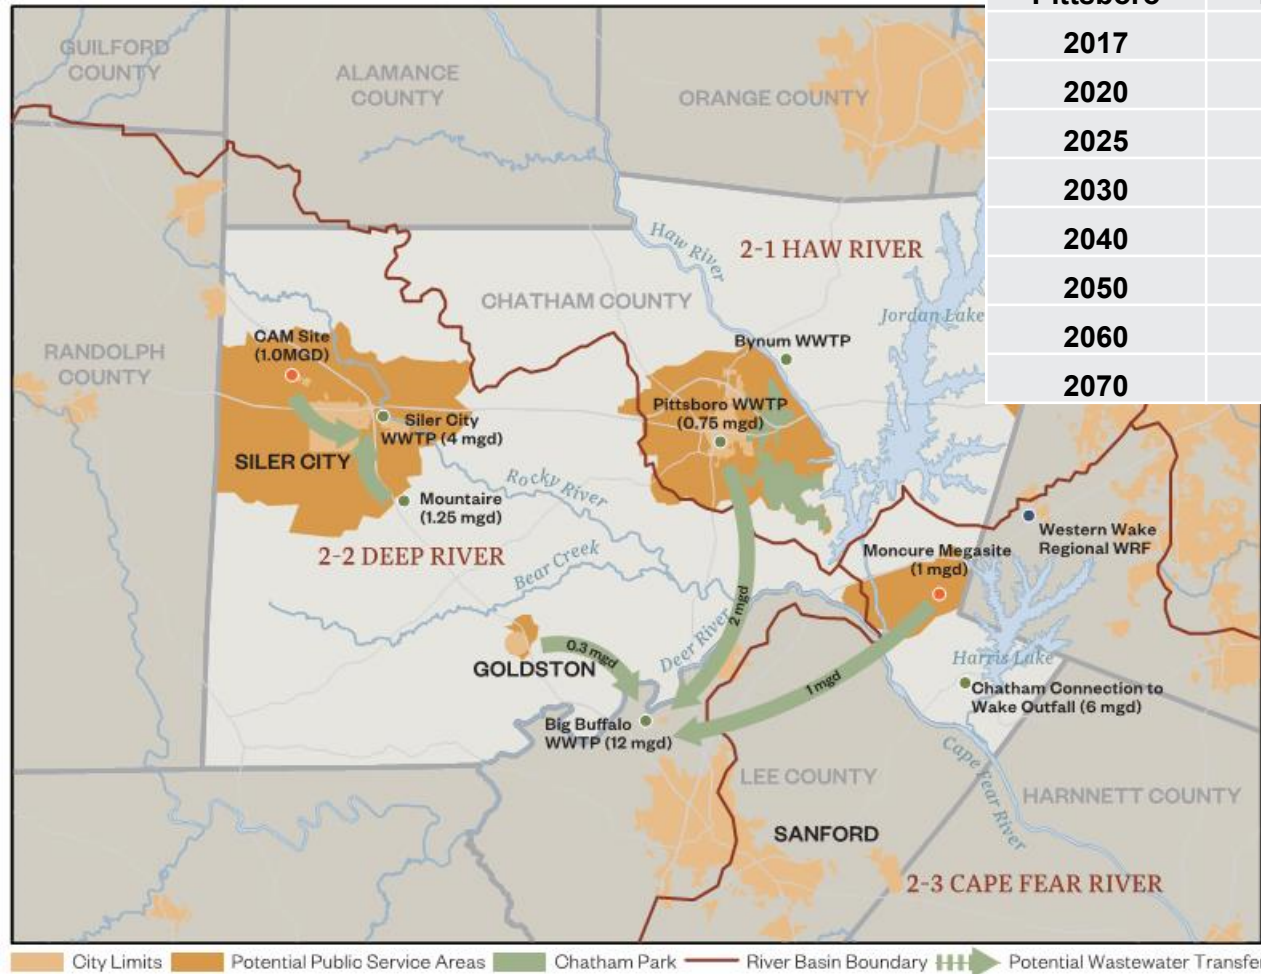 Pittsboro
2017
2020
2025
2030
2040
2050
2060
2070
GUILFORD
COUNTY
ALAMANCE
COUNTY
ORANGE COUNTY
Haw River
2-1 HAW RIVER
CHATHAM COUNTY
Jordan Lake
RANDOLPH
COUNTY
CAM Site
(1.0MGD)
Bynum WWTP
Siler City
WWTP (4 mgd)
Pittsboro WWTP
(0.75 mgd)
SILER CITY
Rocky River
Mountaire
(1.25 mgd)
Western Wake
Regional WRF
2-2 DEEP RIVER
Bear Creek
Moncure Megasite
(1 mgd)
2 mgd
Deer River
0.3 mgd
GOLDSTON
Harris Lake
1 mgd
Chatham Connection to
Wake Outfall (6 mgd)
Big Buffalo
WWTP (12 mgd)
Cape Fear River
LEE COUNTY
HARNNETT COUNTY
SANFORD
2-3 CAPE FEAR RIVER
City Limits
Potential Public Service Areas
Chatham Park
River Basin Boundary
Potential Wastewater Transfer